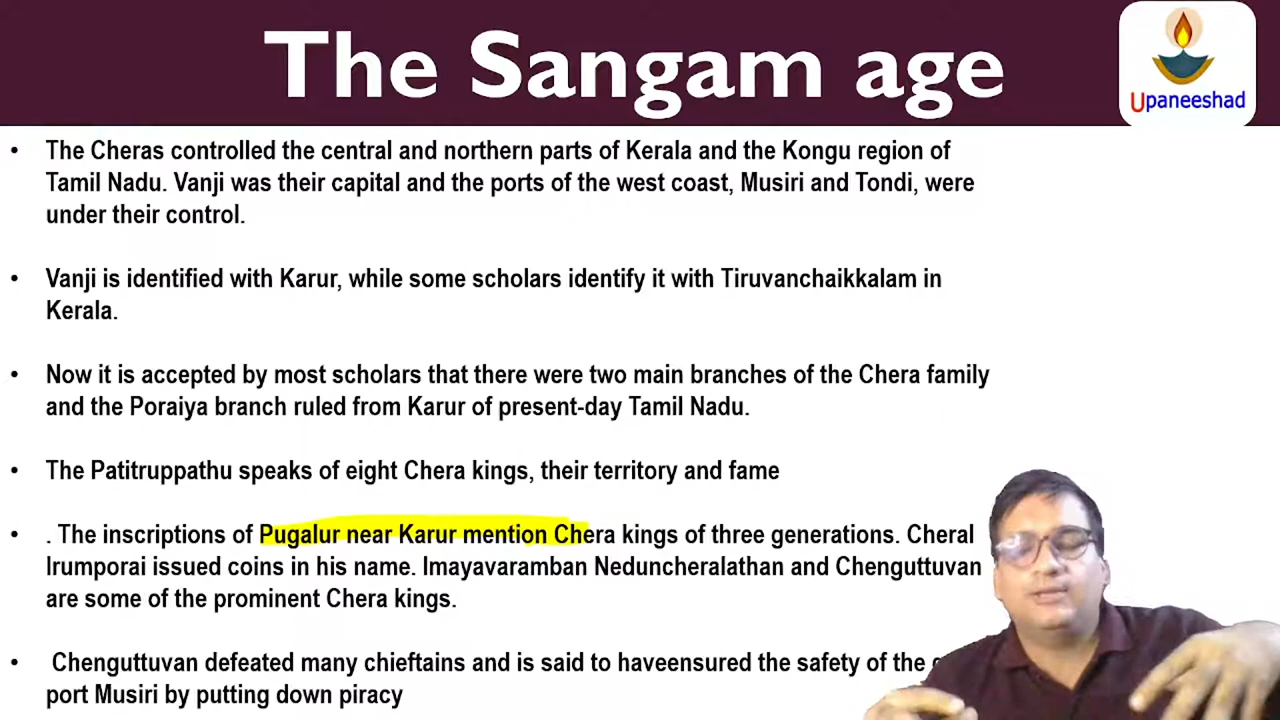 The Sangam age
Upaneeshad
• The Cheras controlled the central and northern parts of Kerala and the Kongu region of
Tamil Nadu. Vanji was their capital and the ports of the west coast, Musiri and Tondi, were
under their control.
• Vanji is identified with Karur, while some scholars identify it with Tiruvanchaikkalam in
Kerala.
• Now it is accepted by most scholars that there were two main branches of the Chera family
and the Poraiya branch ruled from Karur of present-day Tamil Nadu.
• The Patitruppathu speaks of eight Chera kings, their territory and fame
• . The inscriptions of Pugalur near Karur mention Chera kings of three generations. Cheral
Irumporai issued coins in his name. Imayavaramban Neduncheralathan and Chenguttuvan
are some of the prominent Chera kings.
• Chenguttuvan defeated many chieftains and is said to haveensured the safety of the
port Musiri by putting down piracy